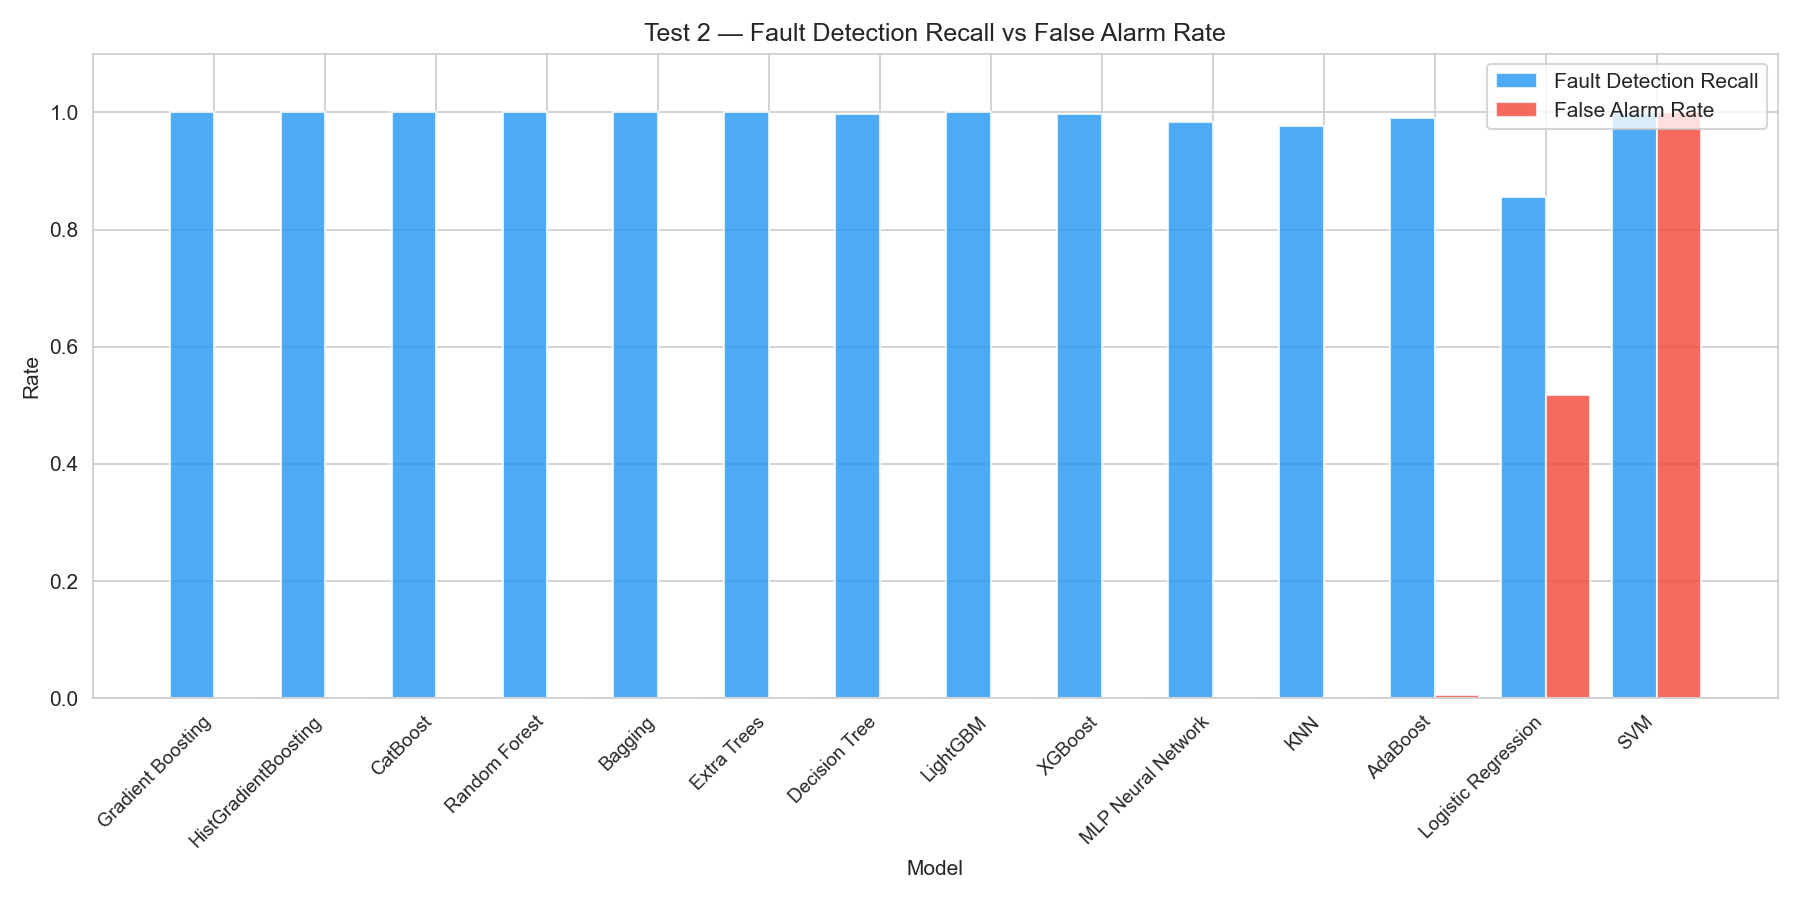 Test 2 — Fault Detection Recall vs False Alarm Rate
Fault Detection Recall
False Alarm Rate
Rate
1.0
0.8
0.6
0.4
0.2
0.0
Gradient Boosting
HistGradientBoosting
CatBoost
Random Forest
Bagging
Extra Trees
Decision Tree
LightGBM
XGBoost
MLP Neural Network
KNN
AdaBoost
Logistic Regression
SVM
Model